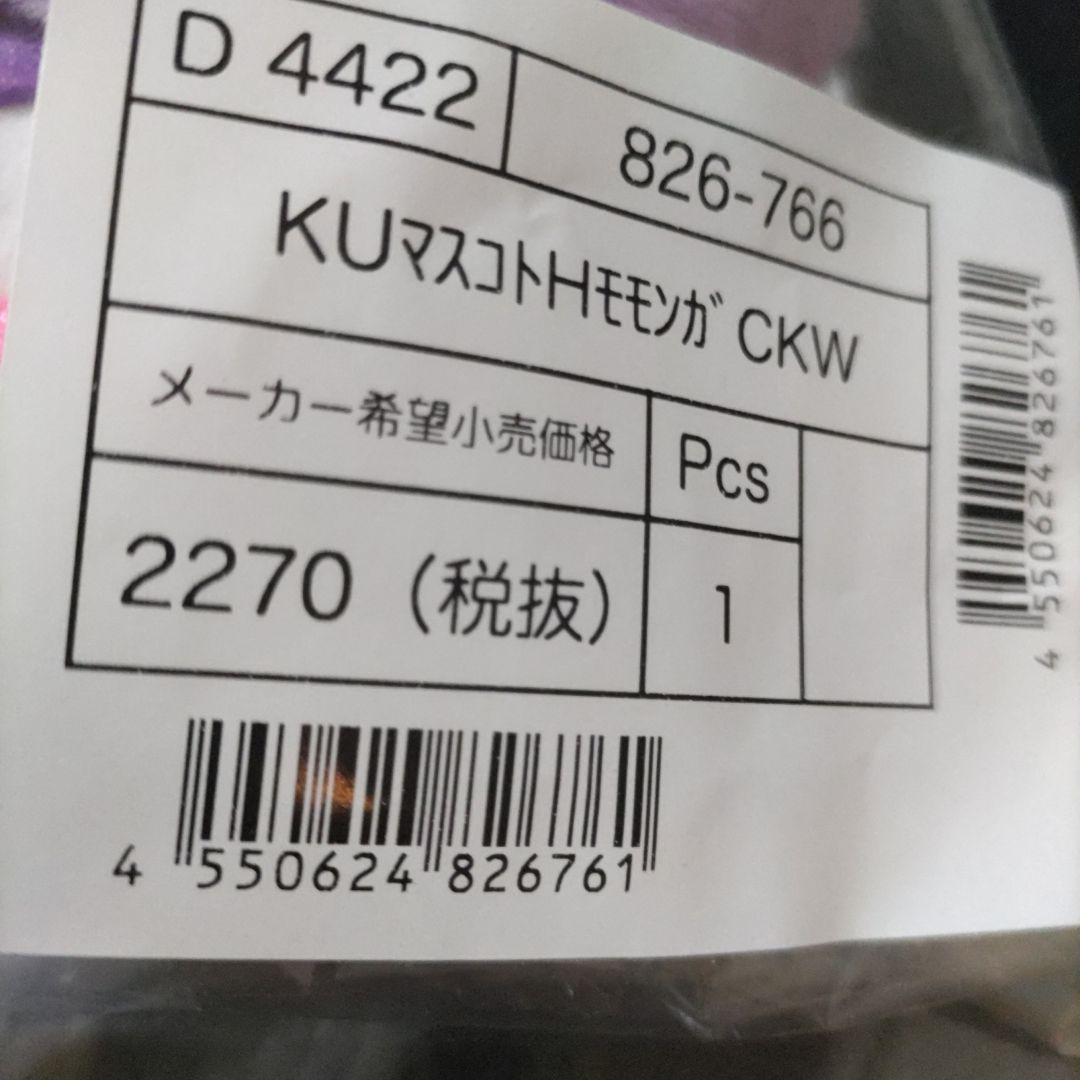 D 4422
826-766
KUﾏｽｺﾄHﾓﾓﾝｶﾞ CKW
メーカー希望小売価格
Pcs
2270 (税抜)
1
4 550624 826761
4 550624 826761